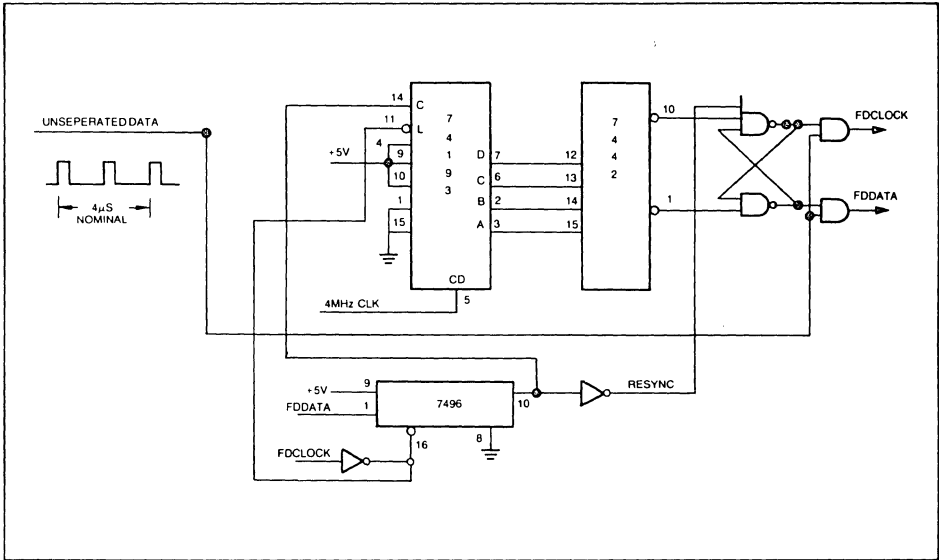 UNSEPERATED DATA
4µS
NOMINAL
14
C
11
L
4
+5V
9
10
1
15
7
4
1
9
3
D
7
C
6
B
2
A
3
CD
5
4MHz CLK
12
13
14
15
7
4
4
2
10
1
FDCLOCK
FDDATA
+5V
9
FDDATA
1
7496
10
RESYNC
16
8
FDCLOCK